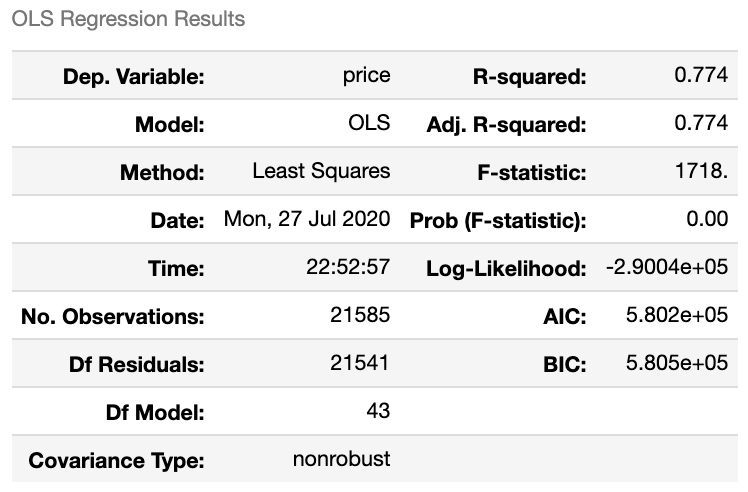 OLS Regression Results
Dep. Variable: price R-squared: 0.774
Model: OLS Adj. R-squared: 0.774
Method: Least Squares F-statistic: 1718.
Date: Mon, 27 Jul 2020 Prob (F-statistic): 0.00
Time: 22:52:57 Log-Likelihood: -2.9004e+05
No. Observations: 21585 AIC: 5.802e+05
Df Residuals: 21541 BIC: 5.805e+05
Df Model: 43
Covariance Type: nonrobust